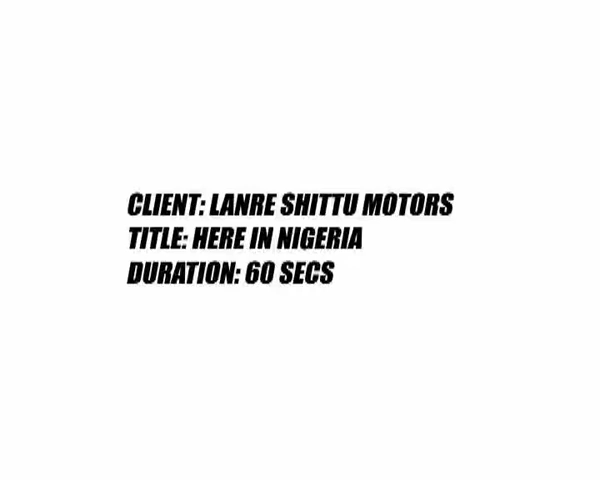 CLIENT: LANRE SHITTU MOTORS
TITLE: HERE IN NIGERIA
DURATION: 60 SECS